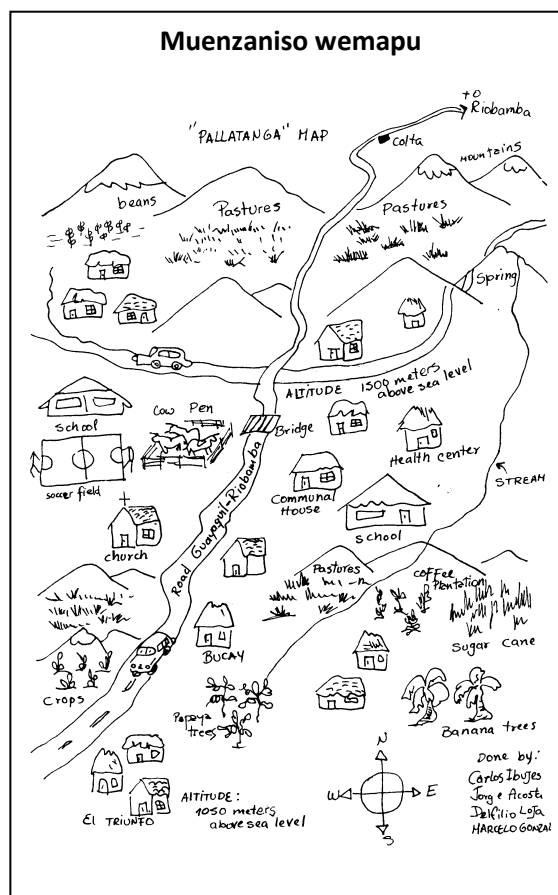 Muenzaniso wemapu
to
Riobamba
"PALLATANGA" MAP
Colta
MOUNTAINS
beans
Pastures
Pastures
Spring
ALTITUDE 1500 meters
above sea level
School
Cow Pen
Bridge
Health center
soccer field
Road Guayaquil-Riobamba
STREAM
Communal
House
church
school
Pastures
coffee
Plantation
Sugar cane
BUCAY
Crops
Papaya
trees
Banana trees
N
W
E
S
Done by:
Carlos Ibujes
Jorge Acosta
Delfilio Loja
MARCELO GONZAL
El TRIUNFO
ALTITUDE:
1050 meters
above sea level